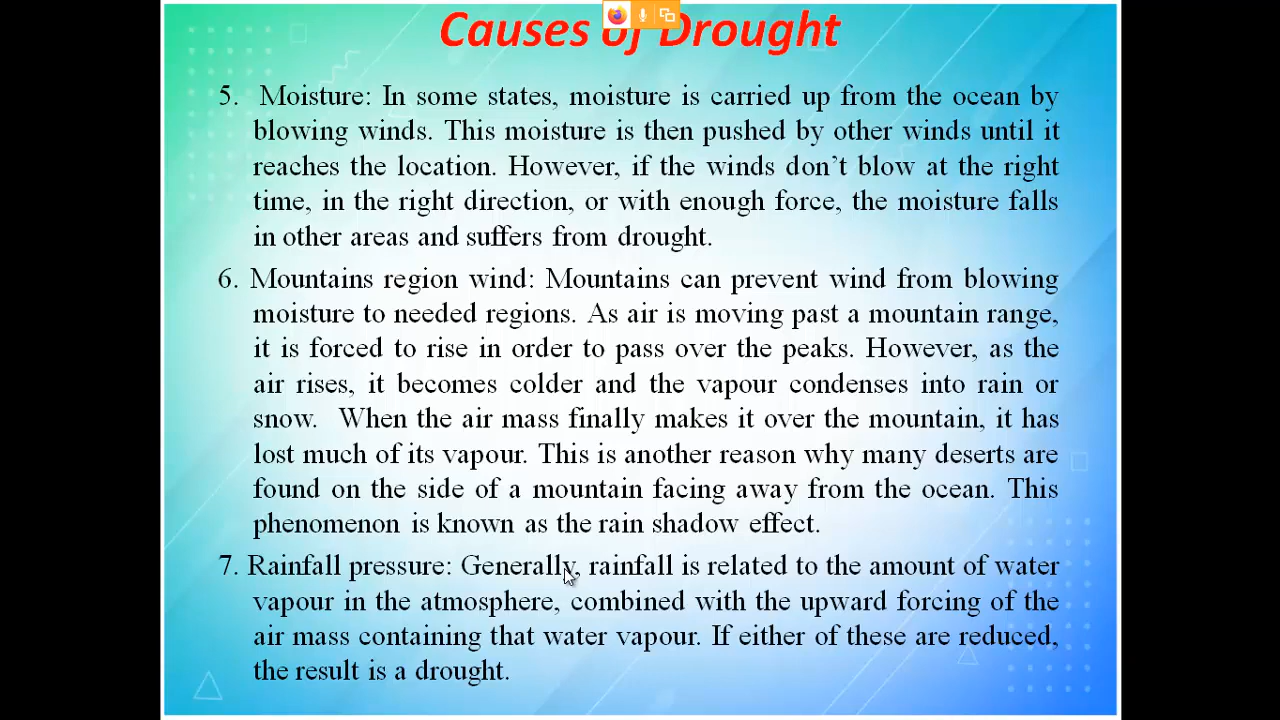 Causes of Drought
5. Moisture: In some states, moisture is carried up from the ocean by
blowing winds. This moisture is then pushed by other winds until it
reaches the location. However, if the winds don’t blow at the right
time, in the right direction, or with enough force, the moisture falls
in other areas and suffers from drought.
6. Mountains region wind: Mountains can prevent wind from blowing
moisture to needed regions. As air is moving past a mountain range,
it is forced to rise in order to pass over the peaks. However, as the
air rises, it becomes colder and the vapour condenses into rain or
snow. When the air mass finally makes it over the mountain, it has
lost much of its vapour. This is another reason why many deserts are
found on the side of a mountain facing away from the ocean. This
phenomenon is known as the rain shadow effect.
7. Rainfall pressure: Generally, rainfall is related to the amount of water
vapour in the atmosphere, combined with the upward forcing of the
air mass containing that water vapour. If either of these are reduced,
the result is a drought.